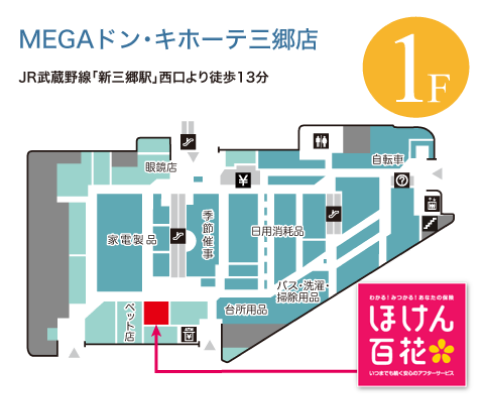 MEGAドン・キホーテ三郷店
JR武蔵野線「新三郷駅」西口より徒歩13分
1F
眼鏡店
自転車
¥
?
季節催事
家電製品
日用消耗品
バス・洗濯・
掃除用品
ペット店
台所用品
わかる!みつかる!あなたの保険
ほけん
百花
いつまでも続く安心のアフターサービス